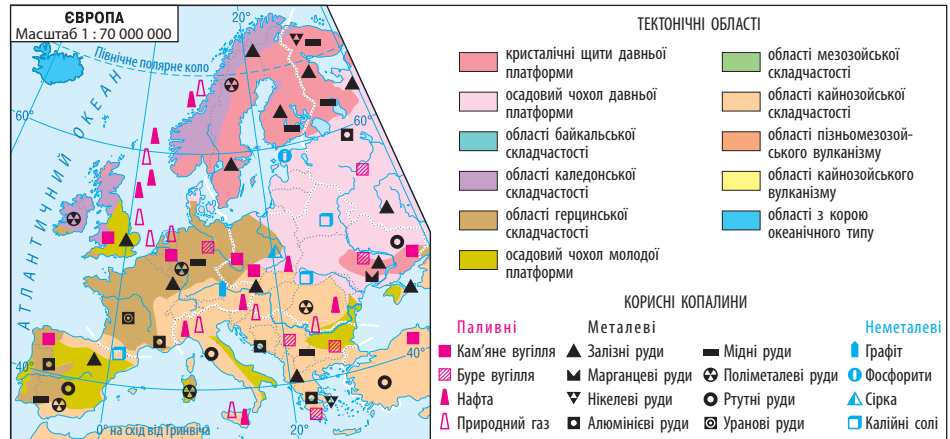 ЄВРОПА
Масштаб 1 : 70 000 000
20°
Північне полярне коло
60°
60°
АТЛАНТИЧНИЙ ОКЕАН
40°
40°
0° на схід від Гринвіча
20°
ТЕКТОНІЧНІ ОБЛАСТІ
кристалічні щити давньої
платформи
осадовий чохол давньої
платформи
області байкальської
складчастості
області каледонської
складчастості
області герцинської
складчастості
осадовий чохол молодої
платформи
області мезозойської
складчастості
області кайнозойської
складчастості
області пізньомезозой-
ського вулканізму
області кайнозойського
вулканізму
області з корою
океанічного типу
КОРИСНІ КОПАЛИНИ
Паливні
Кам'яне вугілля
Буре вугілля
Нафта
Природний газ
Металеві
Залізні руди
Марганцеві руди
Нікелеві руди
Алюмінієві руди
Мідні руди
Поліметалеві руди
Ртутні руди
Уранові руди
Неметалеві
Графіт
Фосфорити
Сірка
Калійні солі